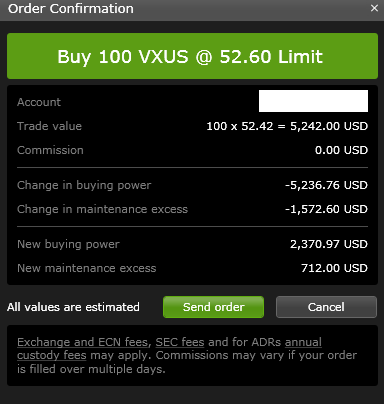 Order Confirmation
Buy 100 VXUS @ 52.60 Limit
Account
Trade value 100 x 52.42 = 5,242.00 USD
Commission 0.00 USD
Change in buying power -5,236.76 USD
Change in maintenance excess -1,572.60 USD
New buying power 2,370.97 USD
New maintenance excess 712.00 USD
All values are estimated Send order Cancel
Exchange and ECN fees, SEC fees and for ADRs annual
custody fees may apply. Commissions may vary if your order
is filled over multiple days.